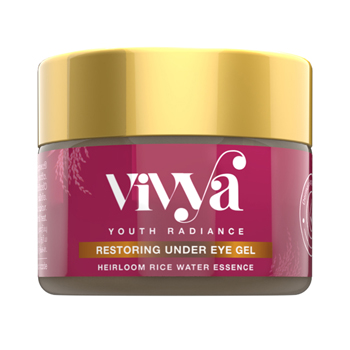 vivya
YOUTH RADIANCE
RESTORING UNDER EYE GEL
HEIRLOOM RICE WATER ESSENCE